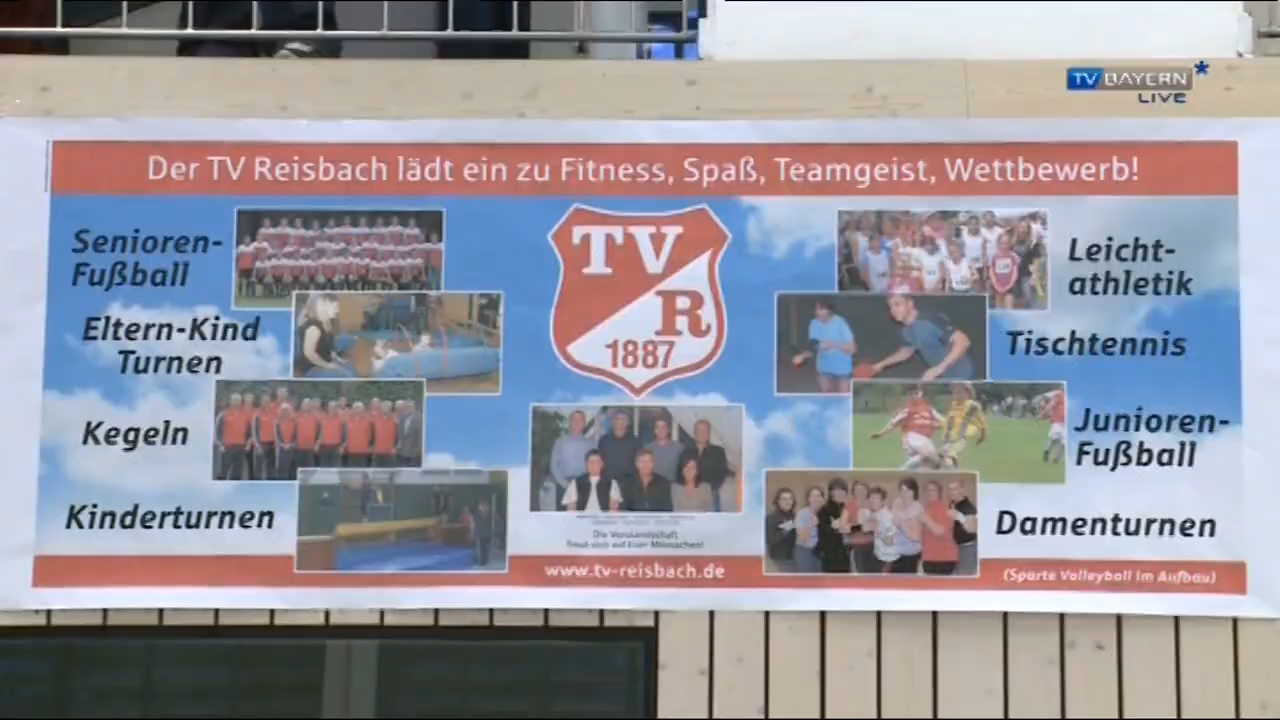 TV BAYERN
LIVE
Der TV Reisbach lädt ein zu Fitness, Spaß, Teamgeist, Wettbewerb!
Senioren-
Fußball
Eltern-Kind
Turnen
Kegeln
Kinderturnen
TV
R
1887
Die Vorstandschaft
freut sich auf Euer Mitmachen!
www.tv-reisbach.de
Leicht-
athletik
Tischtennis
Junioren-
Fußball
Damenturnen
(Sparte Volleyball im Aufbau)